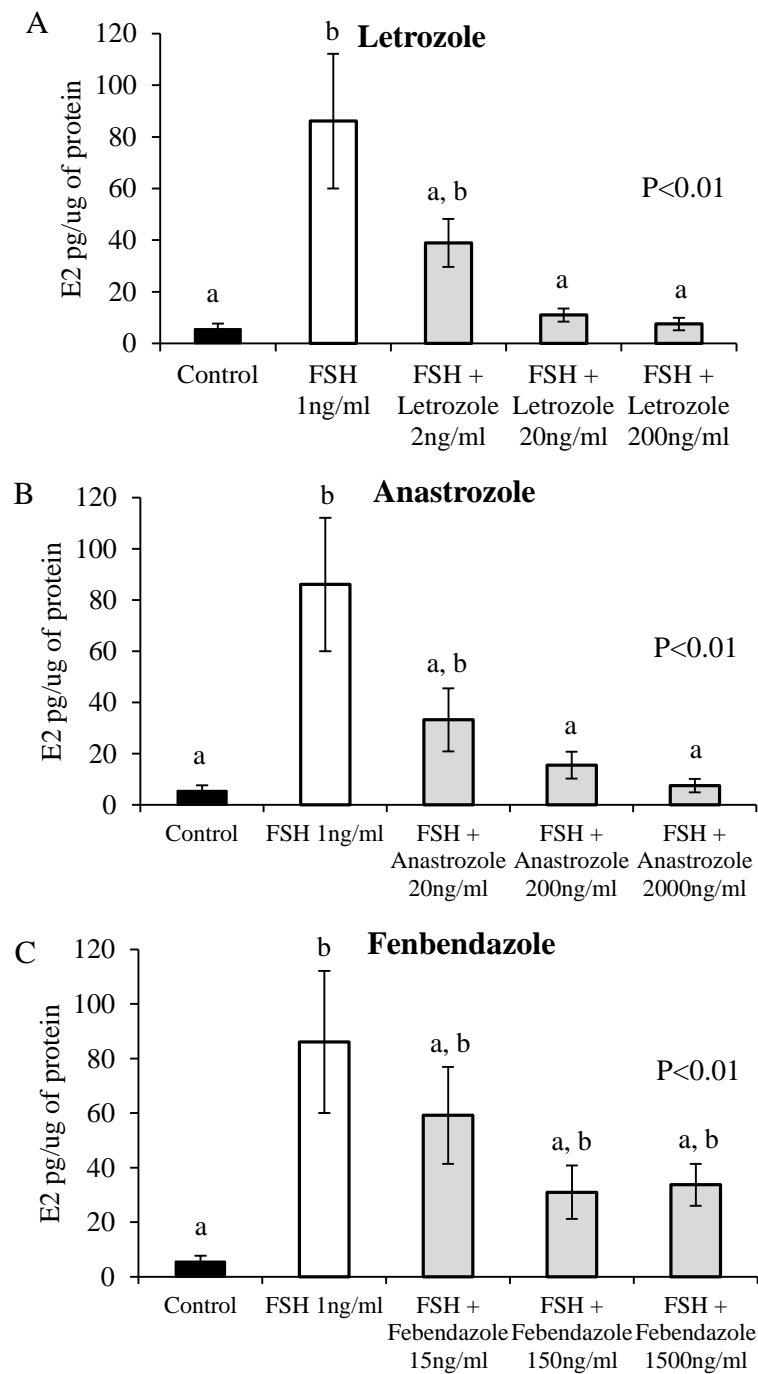 A
Letrozole
E2 pg/ug of protein
120
100
80
60
40
20
0
a
b
a, b
a
a
P<0.01
Control
FSH
1ng/ml
FSH +
Letrozole
2ng/ml
FSH +
Letrozole
20ng/ml
FSH +
Letrozole
200ng/ml
B
Anastrozole
E2 pg/ug of protein
120
100
80
60
40
20
0
a
b
a, b
a
a
P<0.01
Control
FSH 1ng/ml
FSH +
Anastrozole
20ng/ml
FSH +
Anastrozole
200ng/ml
FSH +
Anastrozole
2000ng/ml
C
Fenbendazole
E2 pg/ug of protein
120
100
80
60
40
20
0
a
b
a, b
a, b
a, b
P<0.01
Control
FSH 1ng/ml
FSH +
Febendazole
15ng/ml
FSH +
Febendazole
150ng/ml
FSH +
Febendazole
1500ng/ml